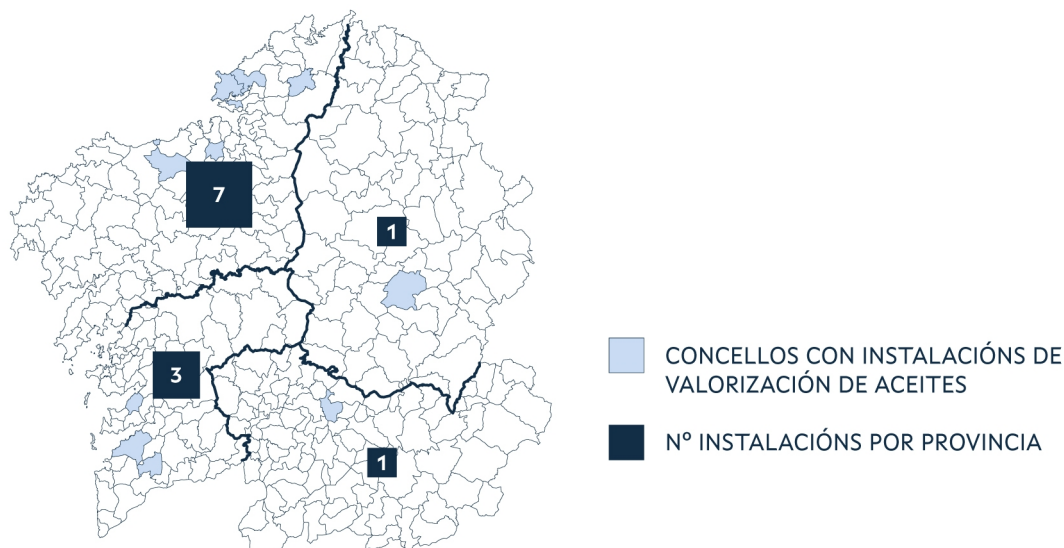 7
1
3
1
CONCELLOS CON INSTALACIÓNS DE
VALORIZACIÓN DE ACEITES
Nº INSTALACIÓNS POR PROVINCIA